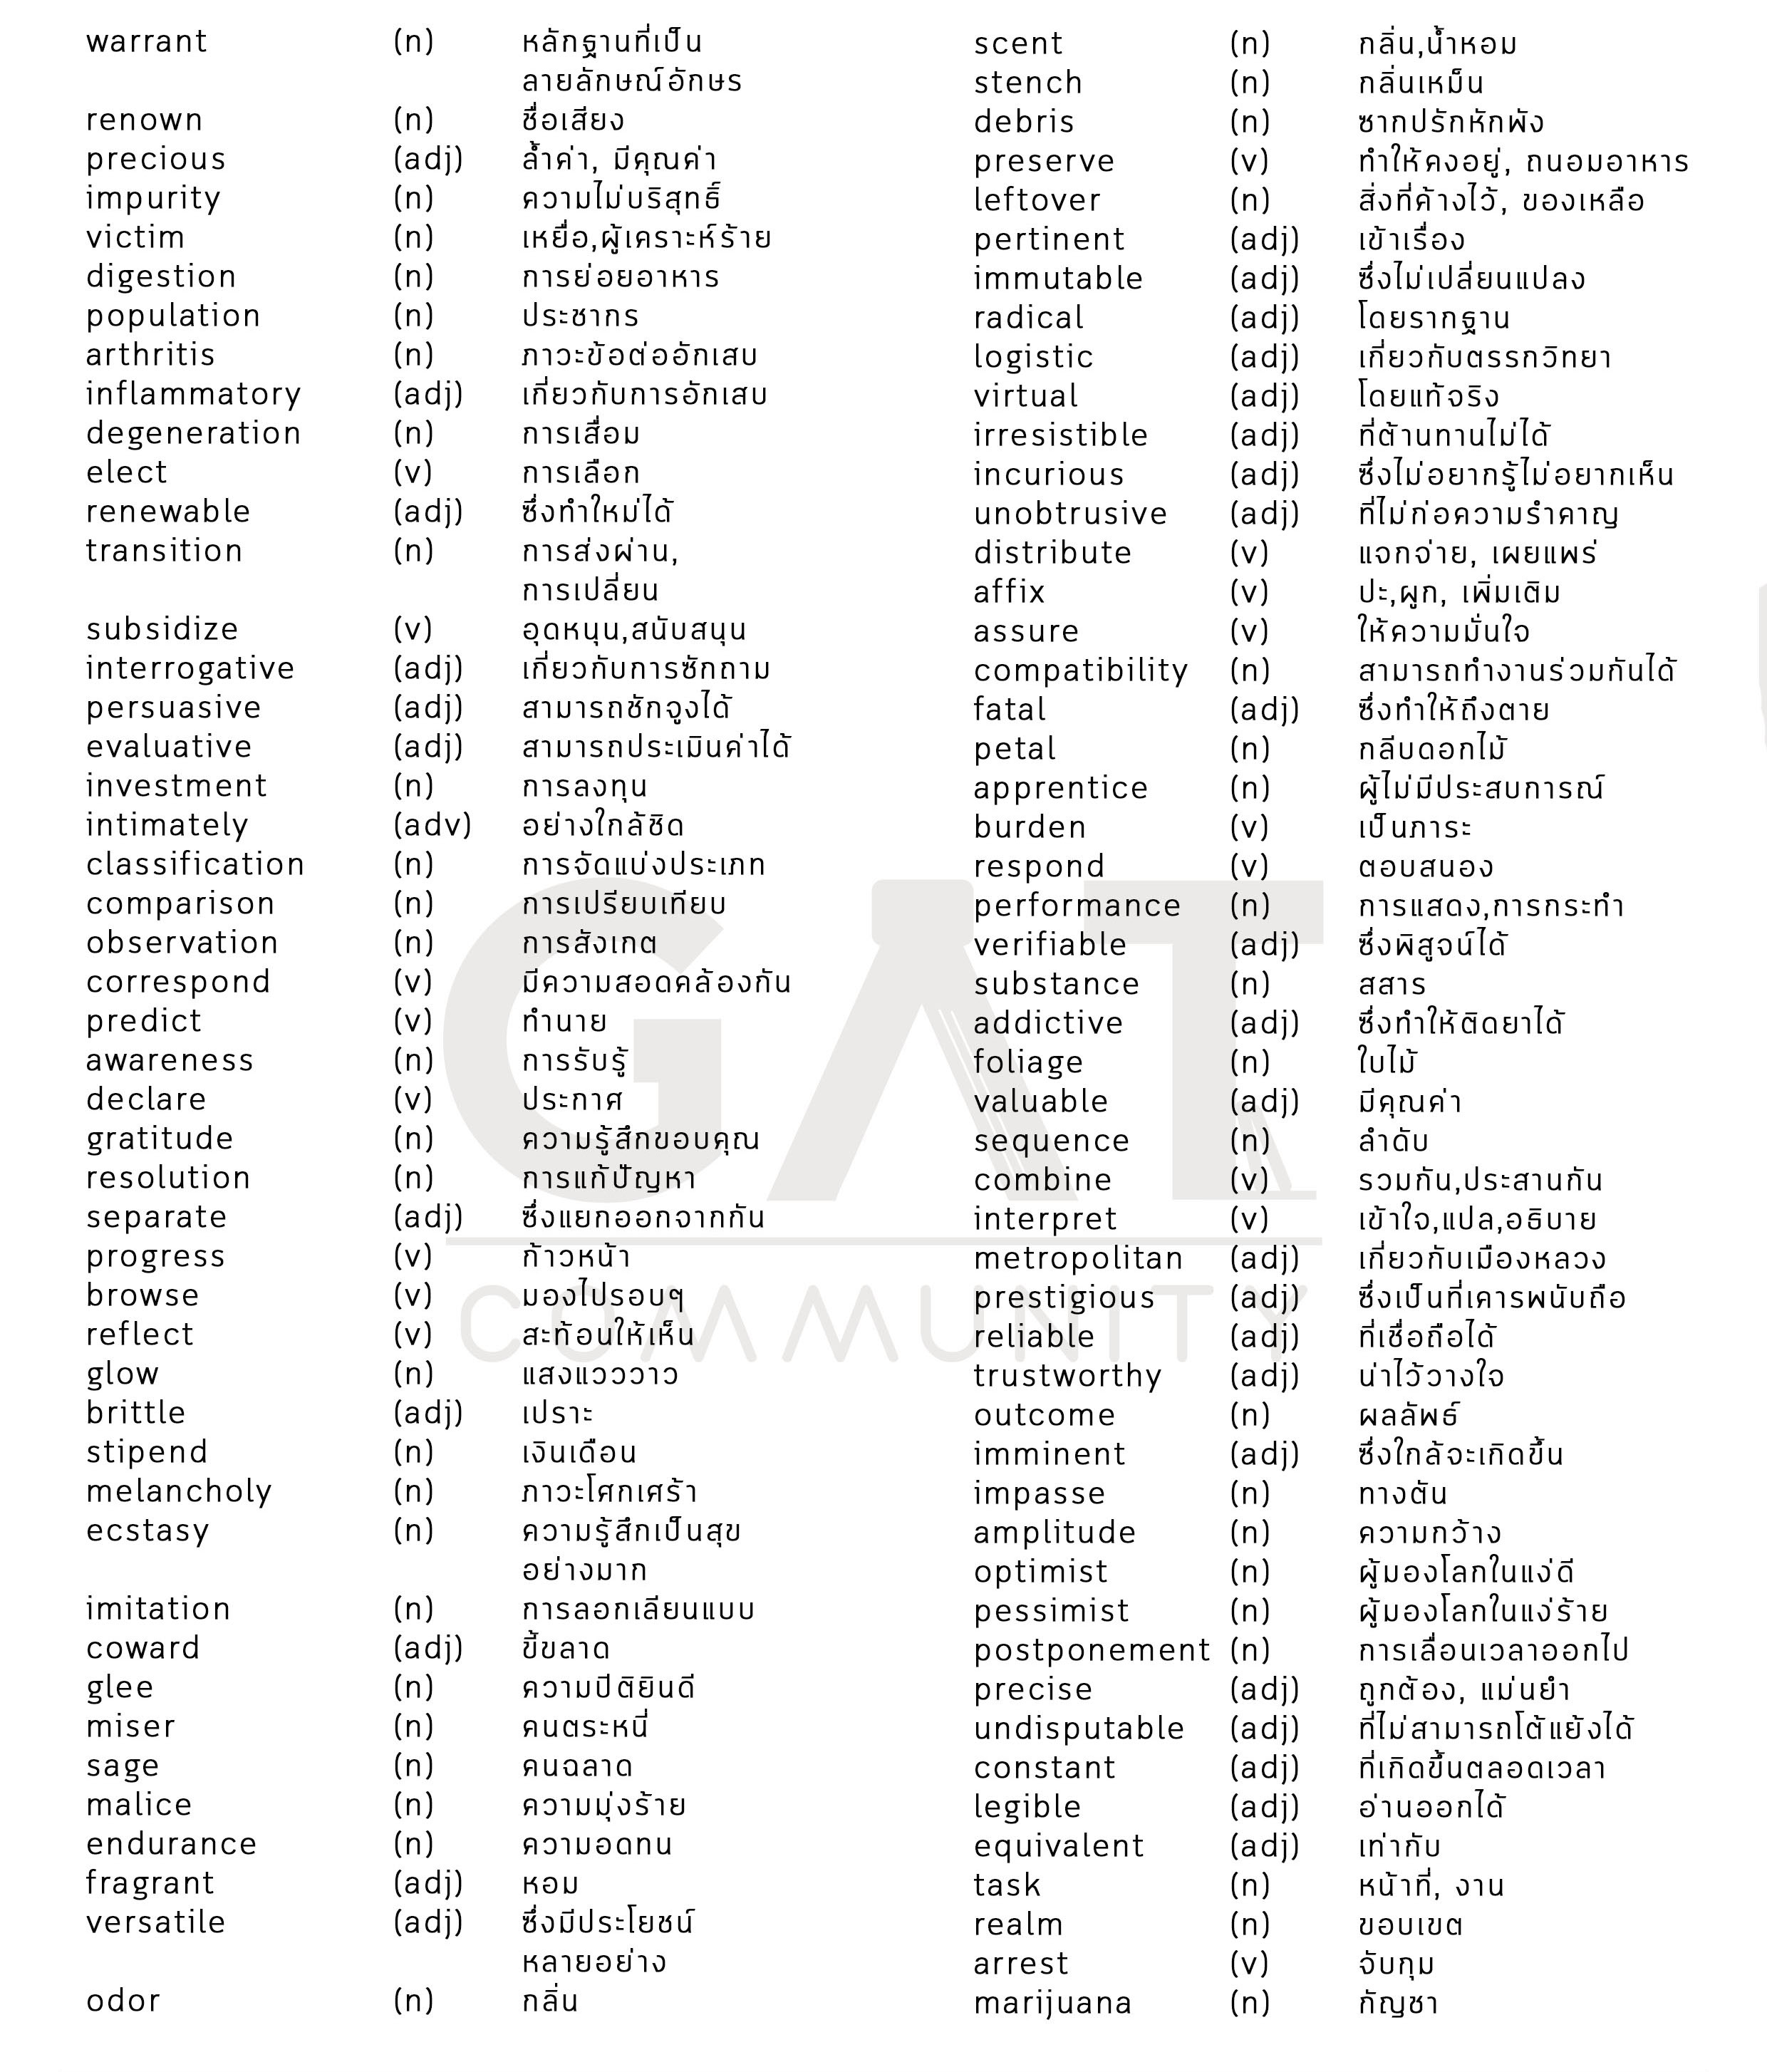 warrant (n) หลักฐานที่เป็น
ลายลักษณ์อักษร
renown (n) ชื่อเสียง
precious (adj) ล้ำค่า, มีคุณค่า
impurity (n) ความไม่บริสุทธิ์
victim (n) เหยื่อ,ผู้เคราะห์ร้าย
digestion (n) การย่อยอาหาร
population (n) ประชากร
arthritis (n) ภาวะข้อต่ออักเสบ
inflammatory (adj) เกี่ยวกับการอักเสบ
degeneration (n) การเสื่อม
elect (v) การเลือก
renewable (adj) ซึ่งทำใหม่ได้
transition (n) การส่งผ่าน,
การเปลี่ยน
subsidize (v) อุดหนุน,สนับสนุน
interrogative (adj) เกี่ยวกับการซักถาม
persuasive (adj) สามารถชักจูงได้
evaluative (adj) สามารถประเมินค่าได้
investment (n) การลงทุน
intimately (adv) อย่างใกล้ชิด
classification (n) การจัดแบ่งประเภท
comparison (n) การเปรียบเทียบ
observation (n) การสังเกต
correspond (v) มีความสอดคล้องกัน
predict (v) ทำนาย
awareness (n) การรับรู้
declare (v) ประกาศ
gratitude (n) ความรู้สึกขอบคุณ
resolution (n) การแก้ปัญหา
separate (adj) ซึ่งแยกออกจากกัน
progress (v) ก้าวหน้า
browse (v) มองไปรอบๆ
reflect (v) สะท้อนให้เห็น
glow (n) แสงแวววาว
brittle (adj) เปราะ
stipend (n) เงินเดือน
melancholy (n) ภาวะโศกเศร้า
ecstasy (n) ความรู้สึกเป็นสุข
อย่างมาก
imitation (n) การลอกเลียนแบบ
coward (adj) ขี้ขลาด
glee (n) ความปิติยินดี
miser (n) คนตระหนี่
sage (n) คนฉลาด
malice (n) ความมุ่งร้าย
endurance (n) ความอดทน
fragrant (adj) หอม
versatile (adj) ซึ่งมีประโยชน์
หลายอย่าง
odor (n) กลิ่น
scent (n) กลิ่น,น้ำหอม
stench (n) กลิ่นเหม็น
debris (n) ซากปรักหักพัง
preserve (v) ทำให้คงอยู่, ถนอมอาหาร
leftover (n) สิ่งที่ค้างไว้, ของเหลือ
pertinent (adj) เข้าเรื่อง
immutable (adj) ซึ่งไม่เปลี่ยนแปลง
radical (adj) โดยรากฐาน
logistic (adj) เกี่ยวกับตรรกวิทยา
virtual (adj) โดยแท้จริง
irresistible (adj) ที่ต้านทานไม่ได้
incurious (adj) ซึ่งไม่อยากรู้ไม่อยากเห็น
unobtrusive (adj) ที่ไม่ก่อความรำคาญ
distribute (v) แจกจ่าย, เผยแพร่
affix (v) ปะ,ผูก, เพิ่มเติม
assure (v) ให้ความมั่นใจ
compatibility (n) สามารถทำงานร่วมกันได้
fatal (adj) ซึ่งทำให้ถึงตาย
petal (n) กลีบดอกไม้
apprentice (n) ผู้ไม่มีประสบการณ์
burden (v) เป็นภาระ
respond (v) ตอบสนอง
performance (n) การแสดง,การกระทำ
verifiable (adj) ซึ่งพิสูจน์ได้
substance (n) สสาร
addictive (adj) ซึ่งทำให้ติดยาได้
foliage (n) ใบไม้
valuable (adj) มีคุณค่า
sequence (n) ลำดับ
combine (v) รวมกัน,ประสานกัน
interpret (v) เข้าใจ,แปล,อธิบาย
metropolitan (adj) เกี่ยวกับเมืองหลวง
prestigious (adj) ซึ่งเป็นที่เคารพนับถือ
reliable (adj) ที่เชื่อถือได้
trustworthy (adj) น่าไว้วางใจ
outcome (n) ผลลัพธ์
imminent (adj) ซึ่งใกล้จะเกิดขึ้น
impasse (n) ทางตัน
amplitude (n) ความกว้าง
optimist (n) ผู้มองโลกในแง่ดี
pessimist (n) ผู้มองโลกในแง่ร้าย
postponement (n) การเลื่อนเวลาออกไป
precise (adj) ถูกต้อง, แม่นยำ
undisputable (adj) ที่ไม่สามารถโต้แย้งได้
constant (adj) ที่เกิดขึ้นตลอดเวลา
legible (adj) อ่านออกได้
equivalent (adj) เท่ากับ
task (n) หน้าที่, งาน
realm (n) ขอบเขต
arrest (v) จับกุม
marijuana (n) กัญชา
GAT
COMMUNITY